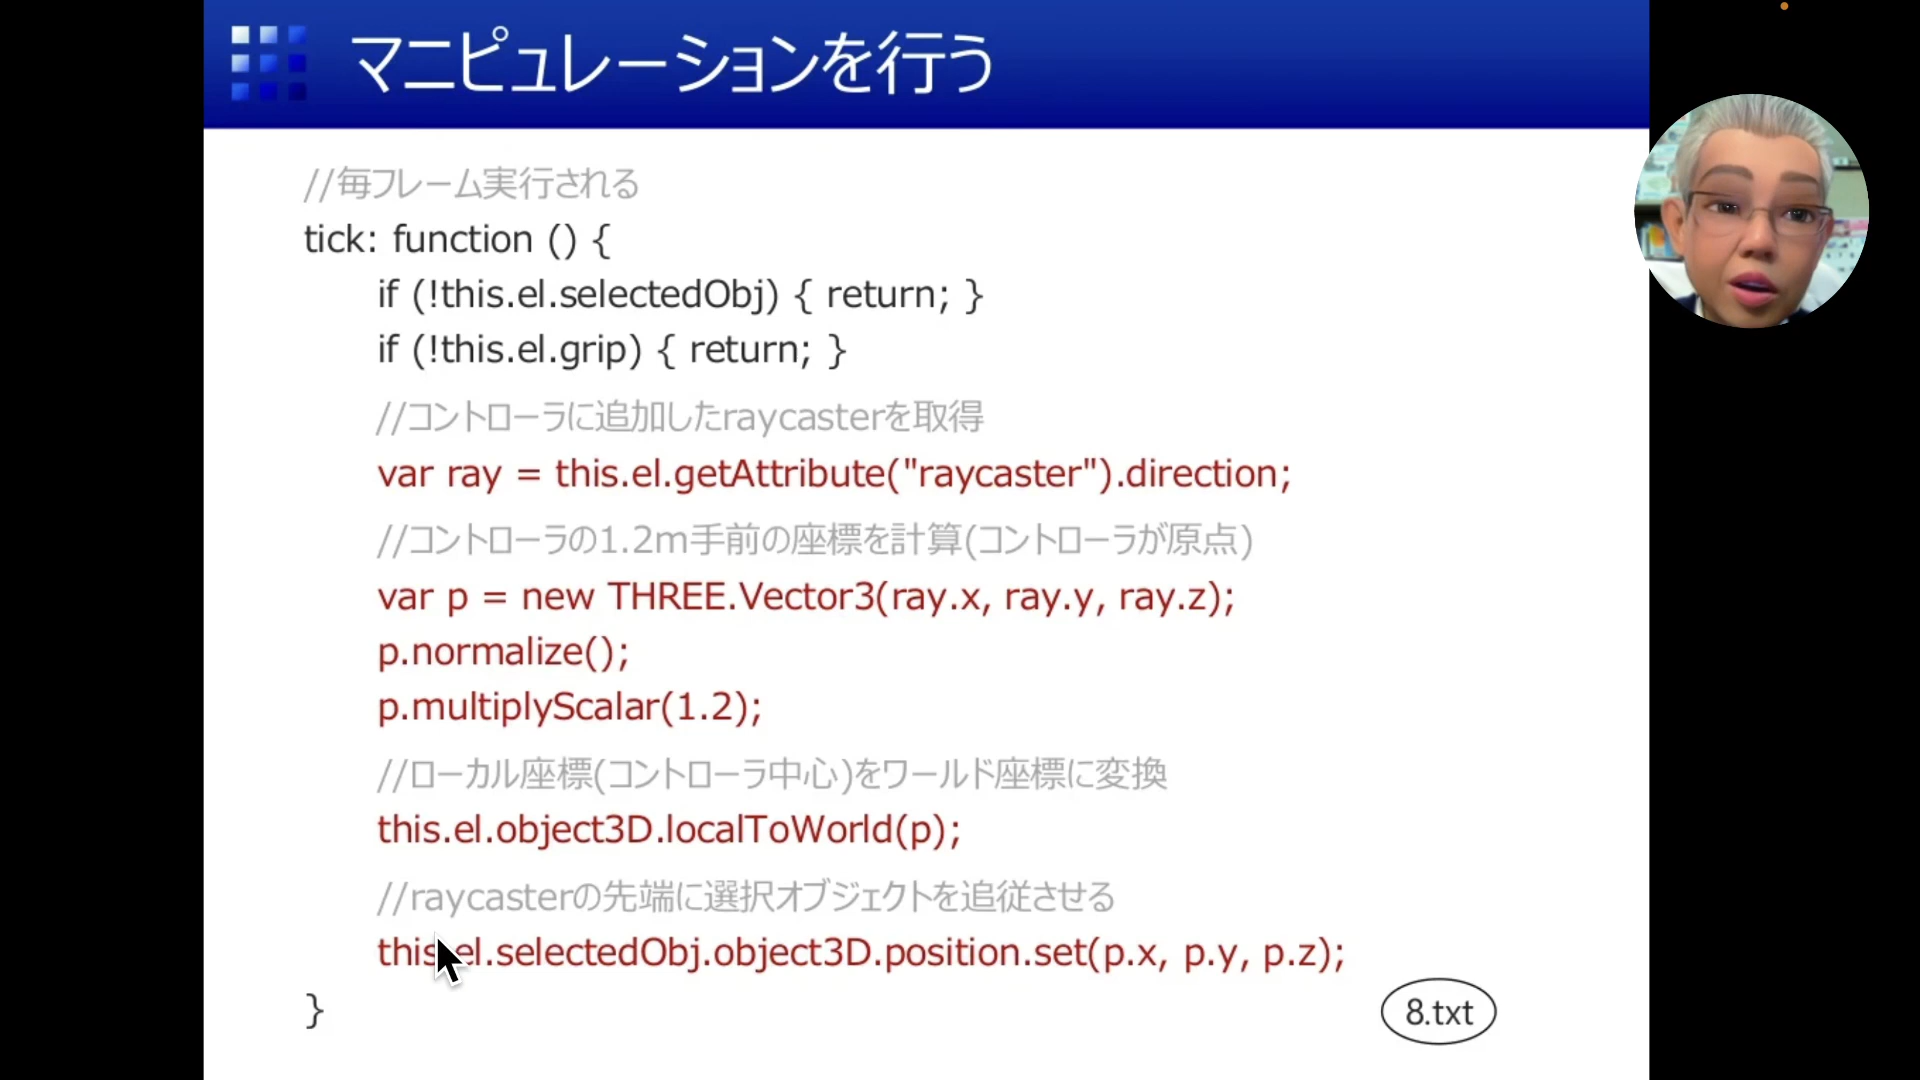 マニピュレーションを行う
//毎フレーム実行される
tick: function () {
if (!this.el.selectedObj) { return; }
if (!this.el.grip) { return; }
//コントローラに追加したraycasterを取得
var ray = this.el.getAttribute("raycaster").direction;
//コントローラの1.2m手前の座標を計算(コントローラが原点)
var p = new THREE.Vector3(ray.x, ray.y, ray.z);
p.normalize();
p.multiplyScalar(1.2);
//ローカル座標(コントローラ中心)をワールド座標に変換
this.el.object3D.localToWorld(p);
//raycasterの先端に選択オブジェクトを追従させる
this.el.selectedObj.object3D.position.set(p.x, p.y, p.z);
}
8.txt